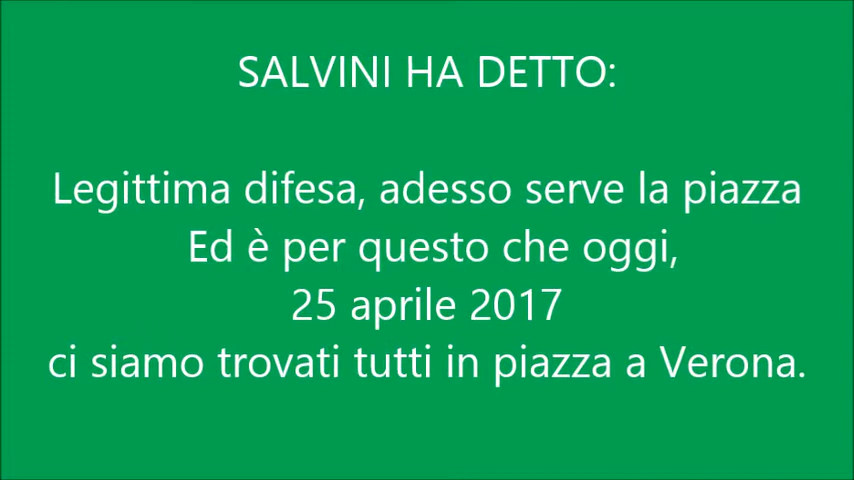 SALVINI HA DETTO:
Legittima difesa, adesso serve la piazza
Ed è per questo che oggi,
25 aprile 2017
ci siamo trovati tutti in piazza a Verona.